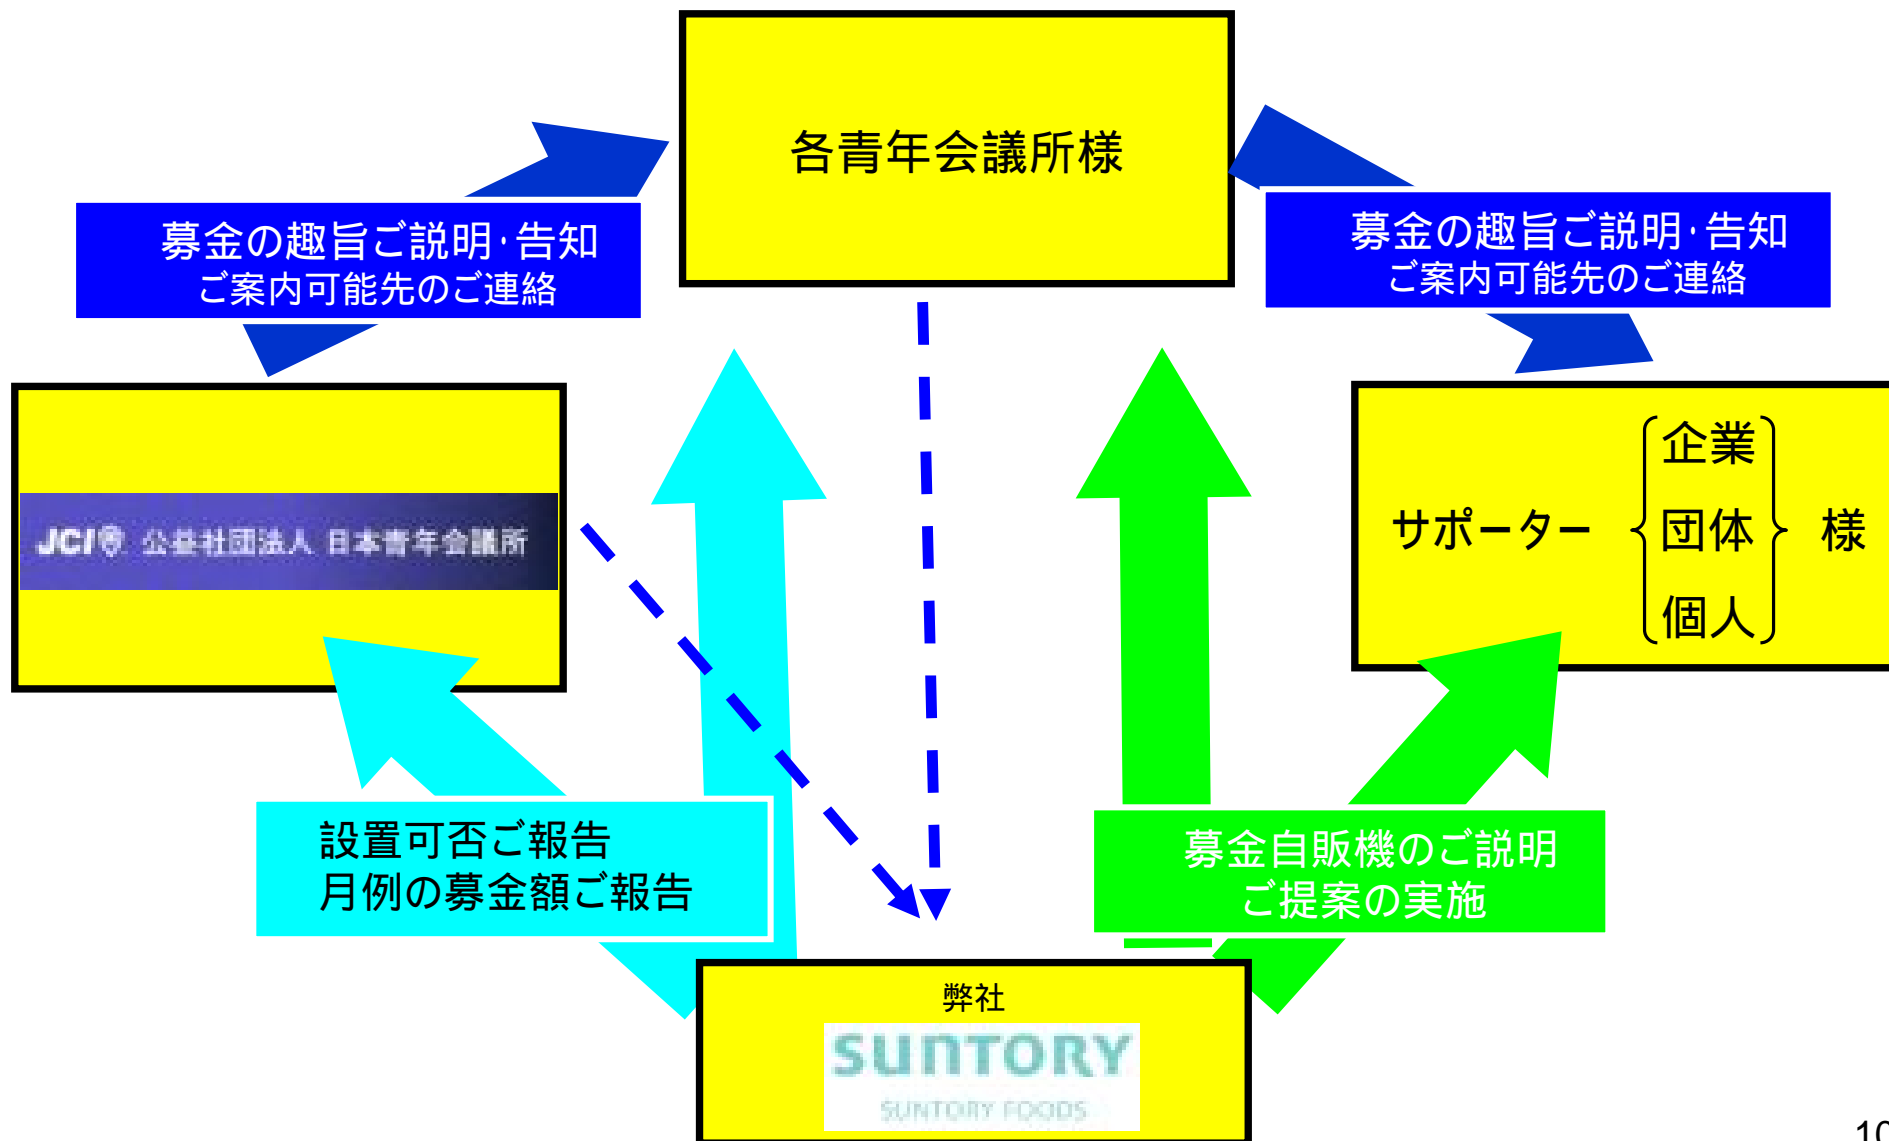 各青年会議所様
募金の趣旨ご説明・告知
ご案内可能先のご連絡
募金の趣旨ご説明・告知
ご案内可能先のご連絡
JCI 公益社団法人 日本青年会議所
サポーター
企業
団体
個人
様
設置可否ご報告
月例の募金額ご報告
募金自販機のご説明
ご提案の実施
弊社
SUNTORY
SUNTORY FOODS
10